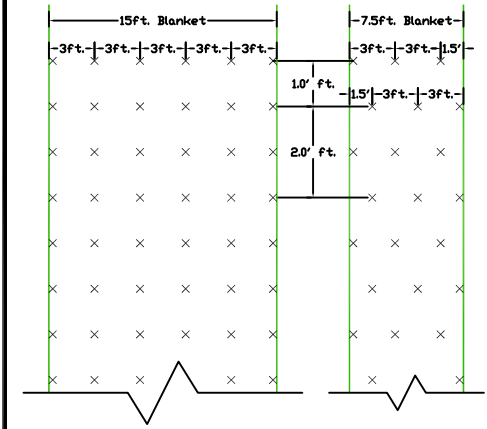 15ft. Blanket
7.5ft. Blanket
3ft. 3ft. 3ft. 3ft. 3ft.
3ft. 3ft. 1.5'
1.0' ft.
1.5' 3ft. 3ft.
2.0' ft.